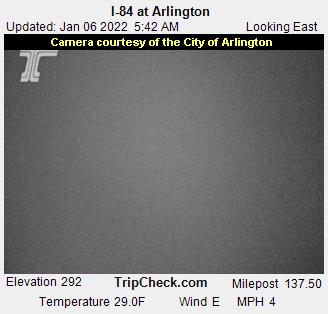 I-84 at Arlington
Updated: Jan 06 2022 5:42 AM Looking East
Camera courtesy of the City of Arlington
Elevation 292 TripCheck.com Milepost 137.50
Temperature 29.0F Wind E MPH 4